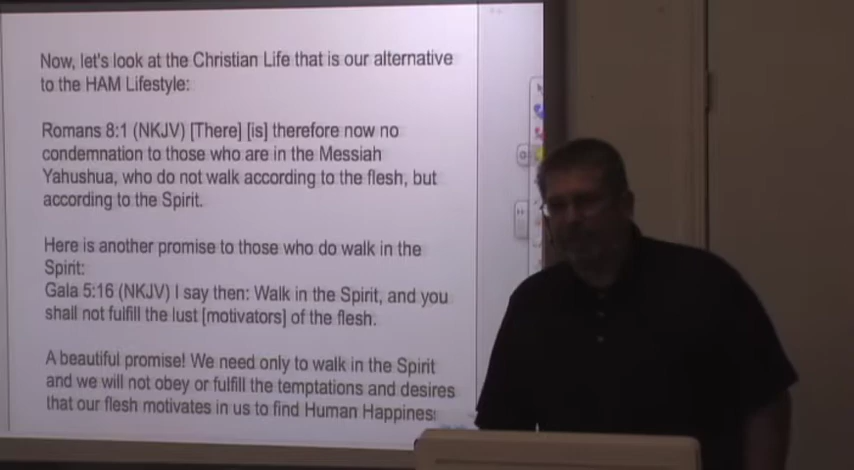 Now, let's look at the Christian Life that is our alternative
to the HAM Lifestyle:
Romans 8:1 (NKJV) [There] [is] therefore now no
condemnation to those who are in the Messiah
Yahushua, who do not walk according to the flesh, but
according to the Spirit.
Here is another promise to those who do walk in the
Spirit:
Gala 5:16 (NKJV) I say then: Walk in the Spirit, and you
shall not fulfill the lust [motivators] of the flesh.
A beautiful promise! We need only to walk in the Spirit
and we will not obey or fulfill the temptations and desires
that our flesh motivates in us to find Human Happines: